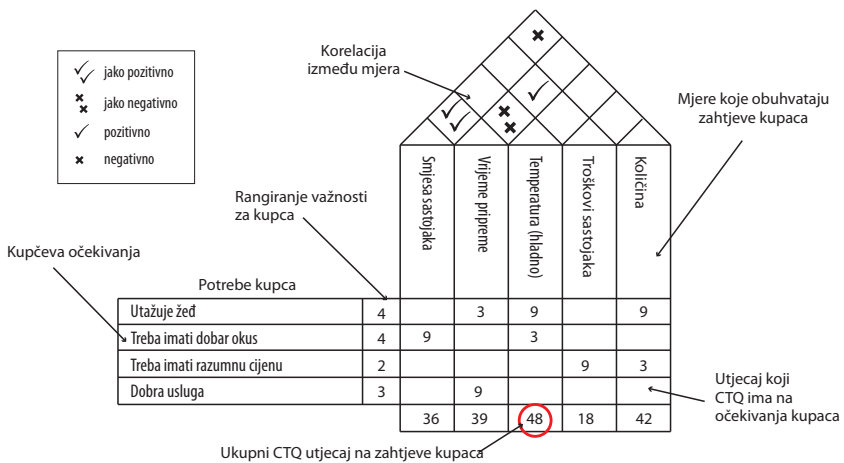 Korelacija
između mjera
jako pozitivno
jako negativno
pozitivno
negativno
Mjere koje obuhvataju
zahtjeve kupaca
Rangiranje važnosti
za kupca
Smjesa sastojaka
Vrijeme pripreme
Temperatura (hladno)
Troškovi sastojaka
Količina
Kupčeva očekivanja
Potrebe kupca
Utažuje žeđ 4 3 9 9
Treba imati dobar okus 4 9 3
Treba imati razumnu cijenu 2 9 3
Dobra usluga 3 9
36 39 48 18 42
Utjecaj koji
CTQ ima na
očekivanja kupaca
Ukupni CTQ utjecaj na zahtjeve kupaca